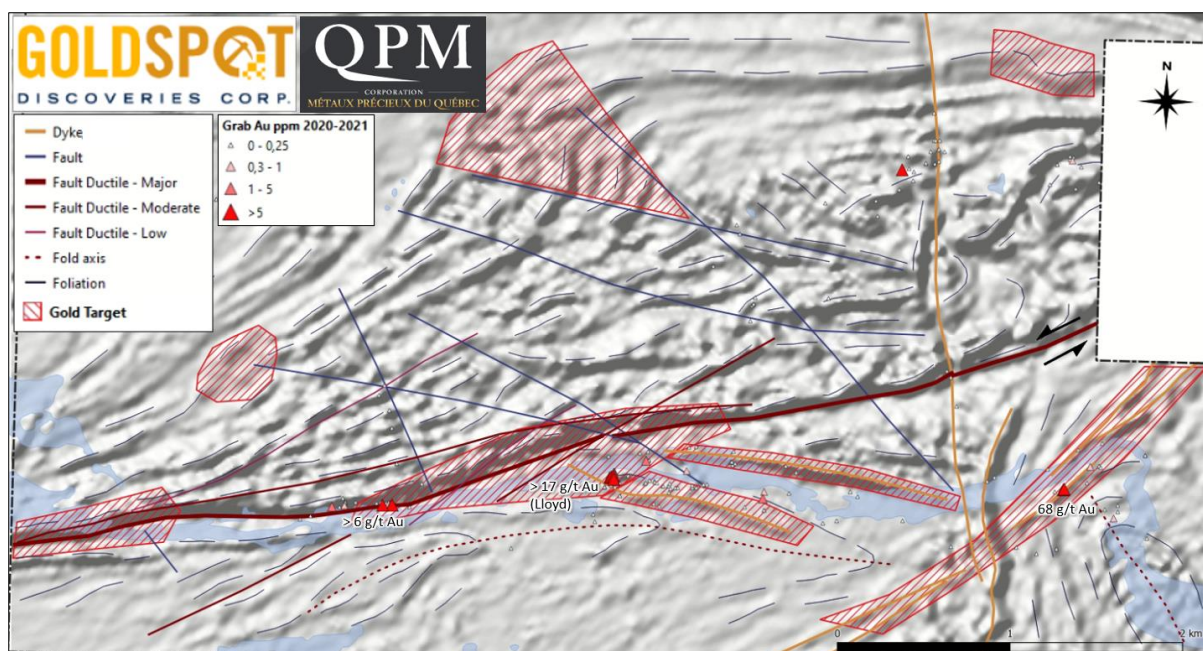 GOLDSPOT
DISCOVERIES CORP.
QPM
CORPORATION
MÉTAUX PRÉCIEUX DU QUÉBEC
Dyke
Fault
Fault Ductile - Major
Fault Ductile - Moderate
Fault Ductile - Low
Fold axis
Foliation
Gold Target
Grab Au ppm 2020-2021
0 - 0,25
0,3 - 1
1 - 5
>5
N
> 6 g/t Au
> 17 g/t Au
(Lloyd)
68 g/t Au
0 1 2 km